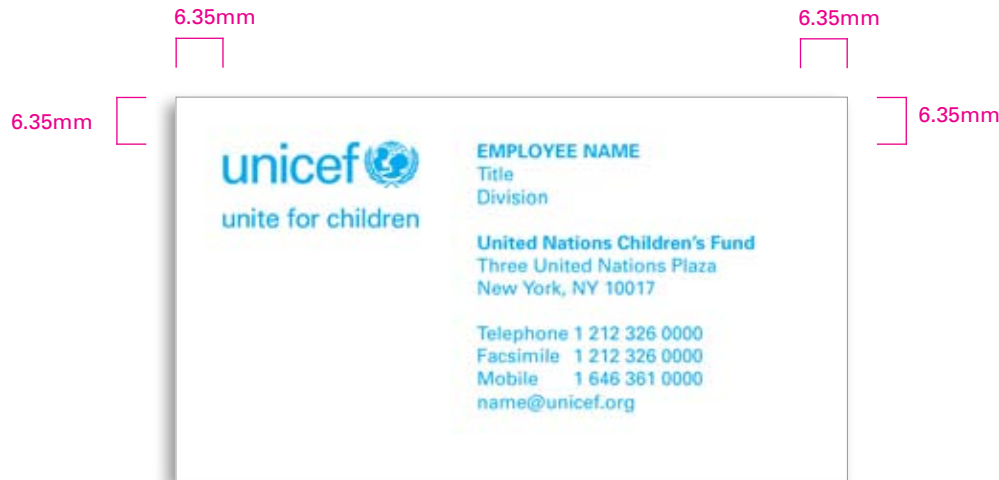 6.35mm
6.35mm
6.35mm
6.35mm
unicef
unite for children
EMPLOYEE NAME
Title
Division
United Nations Children's Fund
Three United Nations Plaza
New York, NY 10017
Telephone 1 212 326 0000
Facsimile 1 212 326 0000
Mobile 1 646 361 0000
name@unicef.org